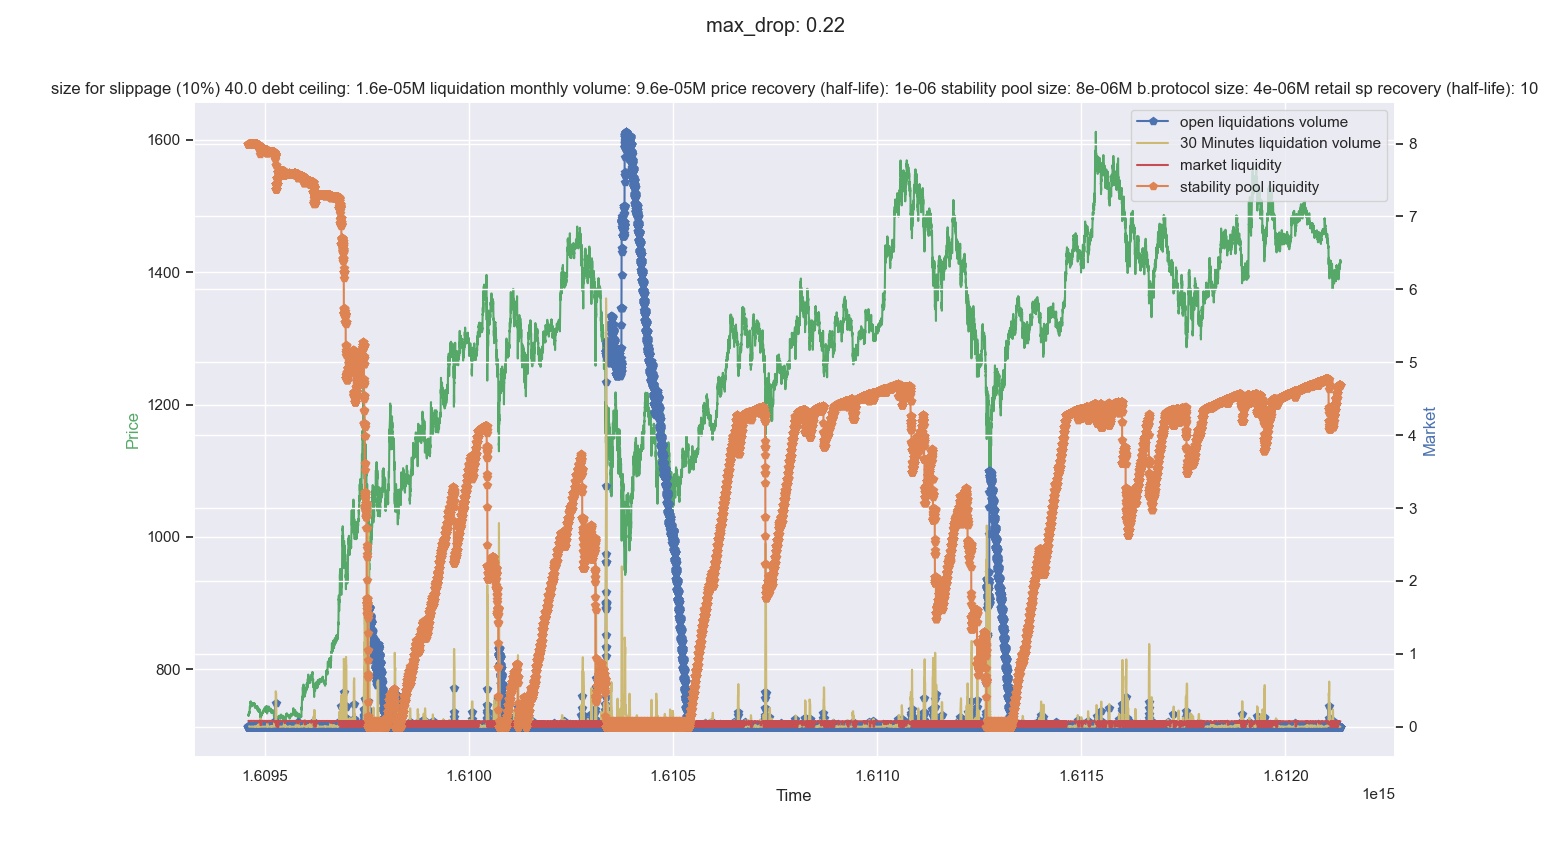 max_drop: 0.22
size for slippage (10%) 40.0 debt ceiling: 1.6e-05M liquidation monthly volume: 9.6e-05M price recovery (half-life): 1e-06 stability pool size: 8e-06M b.protocol size: 4e-06M retail sp recovery (half-life): 10
open liquidations volume
30 Minutes liquidation volume
market liquidity
stability pool liquidity
1600
1400
1200
1000
800
Price
8
7
6
5
4
3
2
1
0
Market
1.6095
1.6100
1.6105
1.6110
1.6115
1.6120
1e15
Time